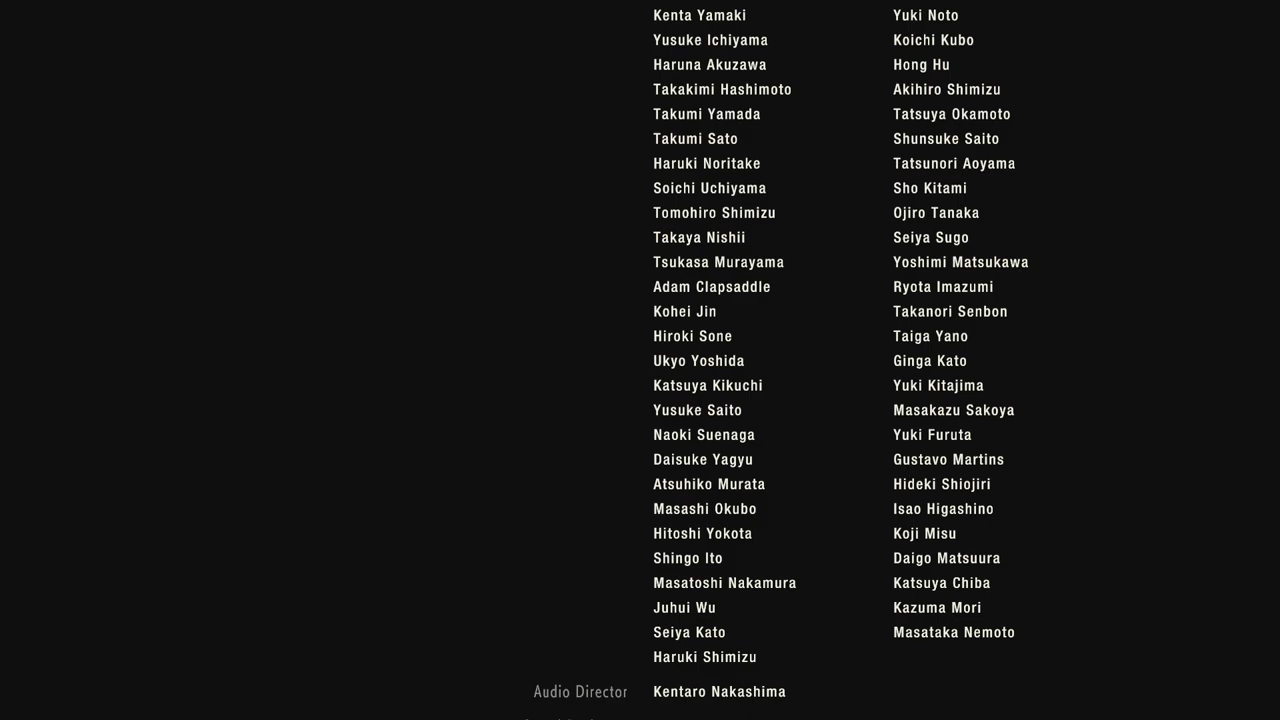 Kenta Yamaki Yuki Noto
Yusuke Ichiyama Koichi Kubo
Haruna Akuzawa Hong Hu
Takakimi Hashimoto Akihiro Shimizu
Takumi Yamada Tatsuya Okamoto
Takumi Sato Shunsuke Saito
Haruki Noritake Tatsunori Aoyama
Soichi Uchiyama Sho Kitami
Tomohiro Shimizu Ojiro Tanaka
Takaya Nishii Seiya Sugo
Tsukasa Murayama Yoshimi Matsukawa
Adam Clapsaddle Ryota Imazumi
Kohei Jin Takanori Senbon
Hiroki Sone Taiga Yano
Ukyo Yoshida Ginga Kato
Katsuya Kikuchi Yuki Kitajima
Yusuke Saito Masakazu Sakoya
Naoki Suenaga Yuki Furuta
Daisuke Yagyu Gustavo Martins
Atsuhiko Murata Hideki Shiojiri
Masashi Okubo Isao Higashino
Hitoshi Yokota Koji Misu
Shingo Ito Daigo Matsuura
Masatoshi Nakamura Katsuya Chiba
Juhui Wu Kazuma Mori
Seiya Kato Masataka Nemoto
Haruki Shimizu
Audio Director Kentaro Nakashima